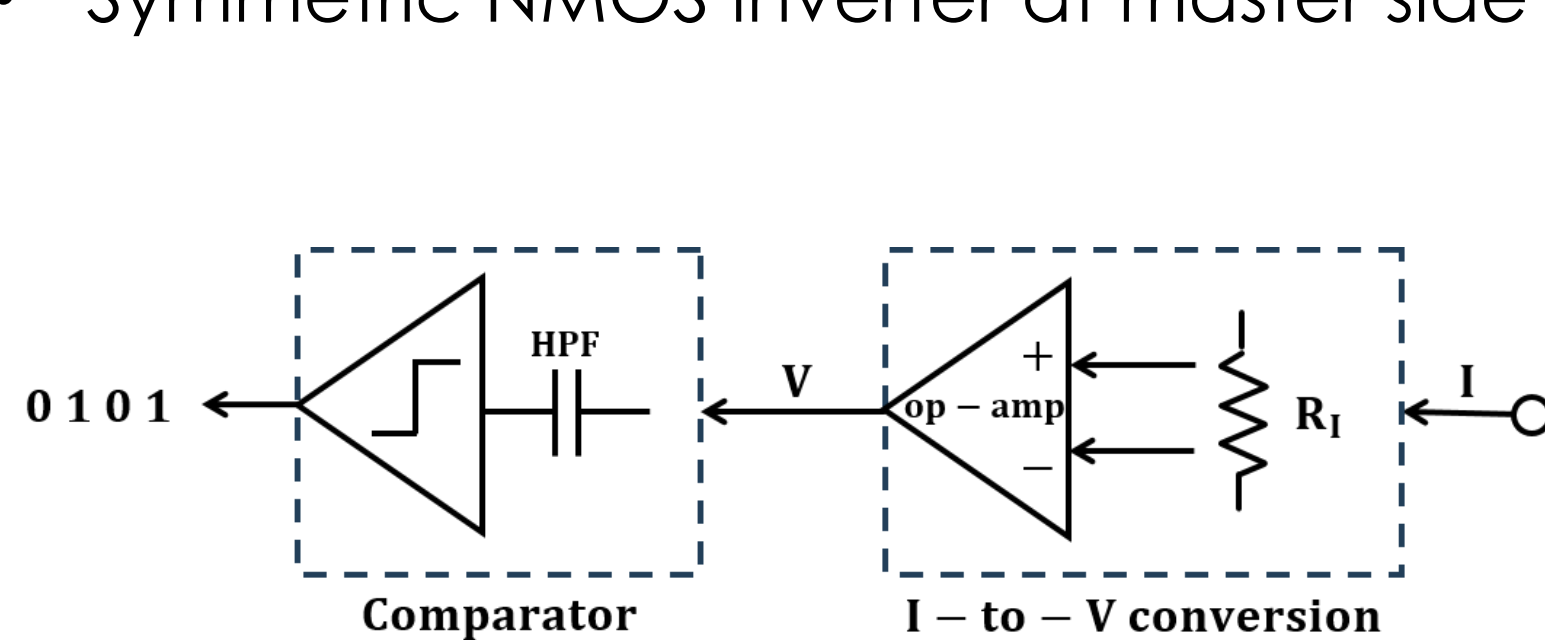 Symmetric NMOS inverter at master side
HPF
V
I
+
0 1 0 1
op – amp
R_I
–
Comparator
I – to – V conversion